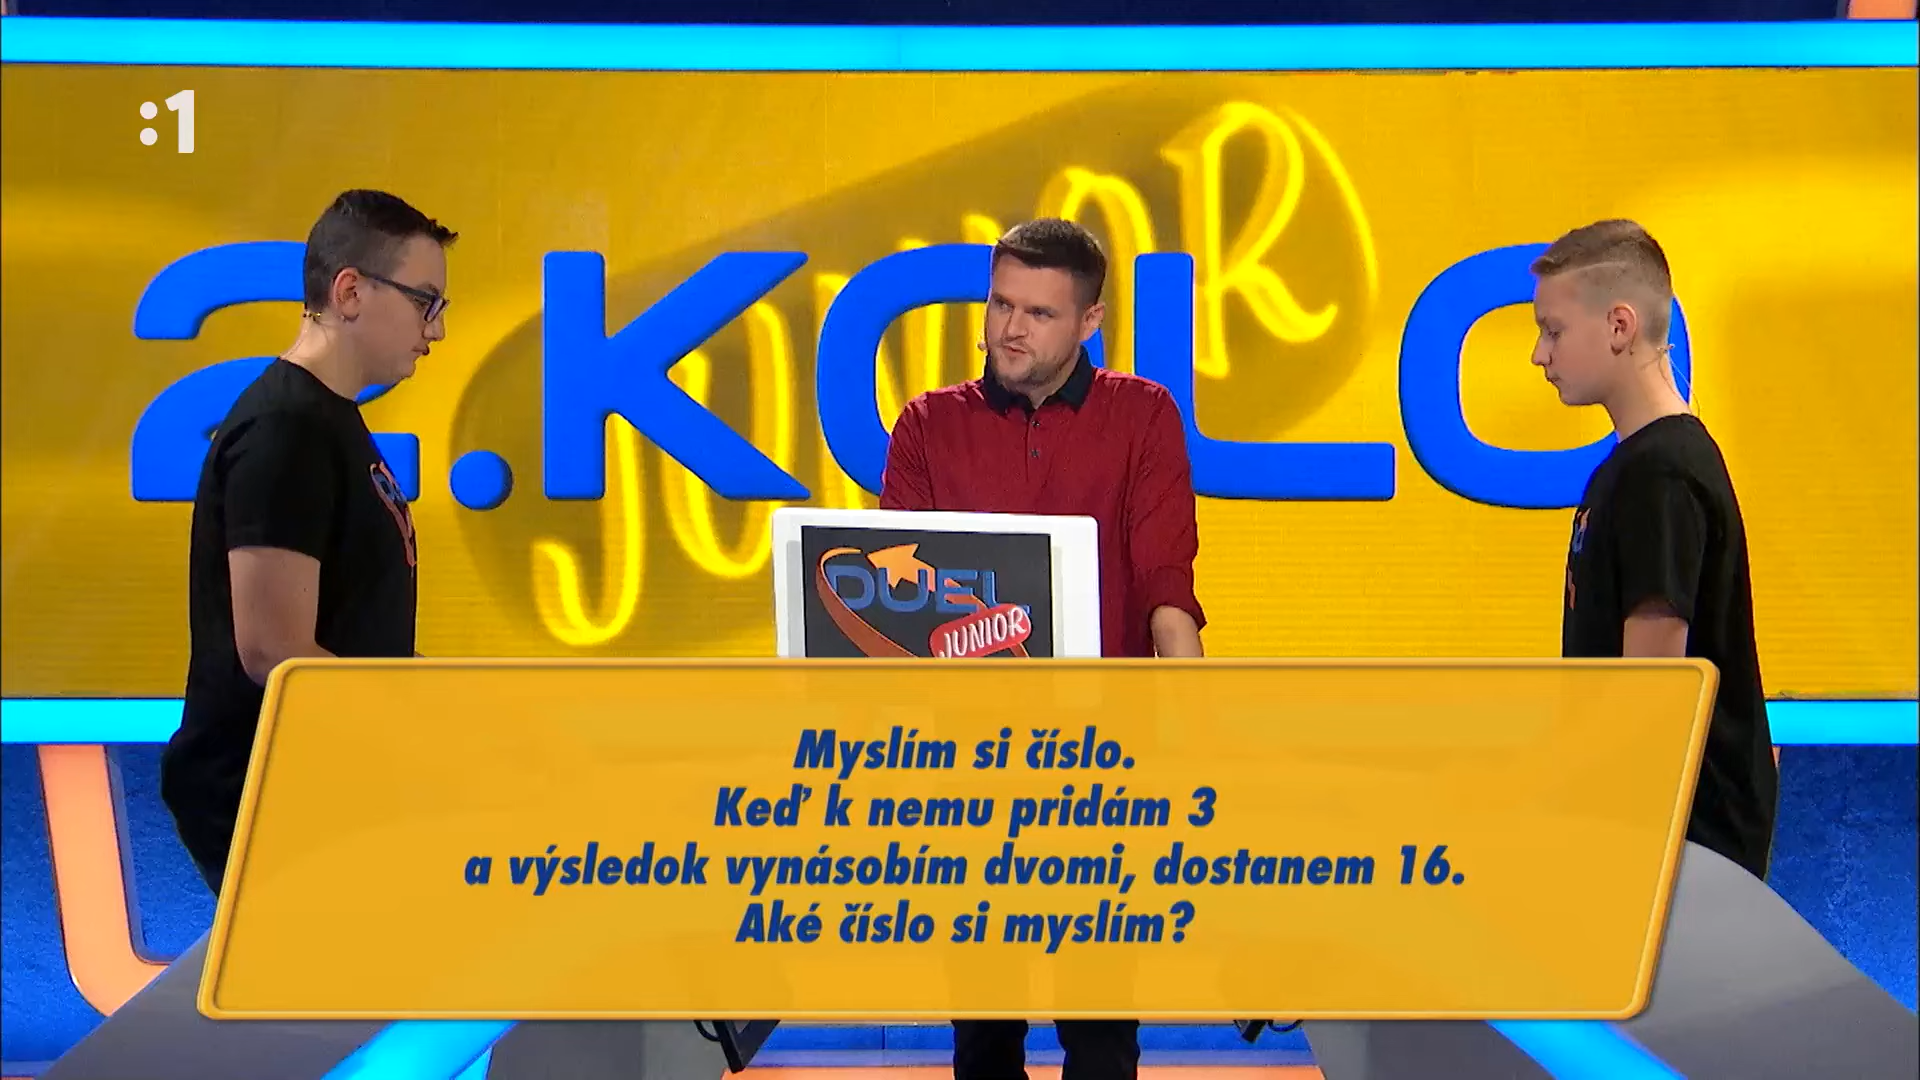 :1
2.KOLO
JUNIOR
DUEL
JUNIOR
Myslím si číslo.
Keď k nemu pridám 3
a výsledok vynásobím dvomi, dostanem 16.
Aké číslo si myslím?